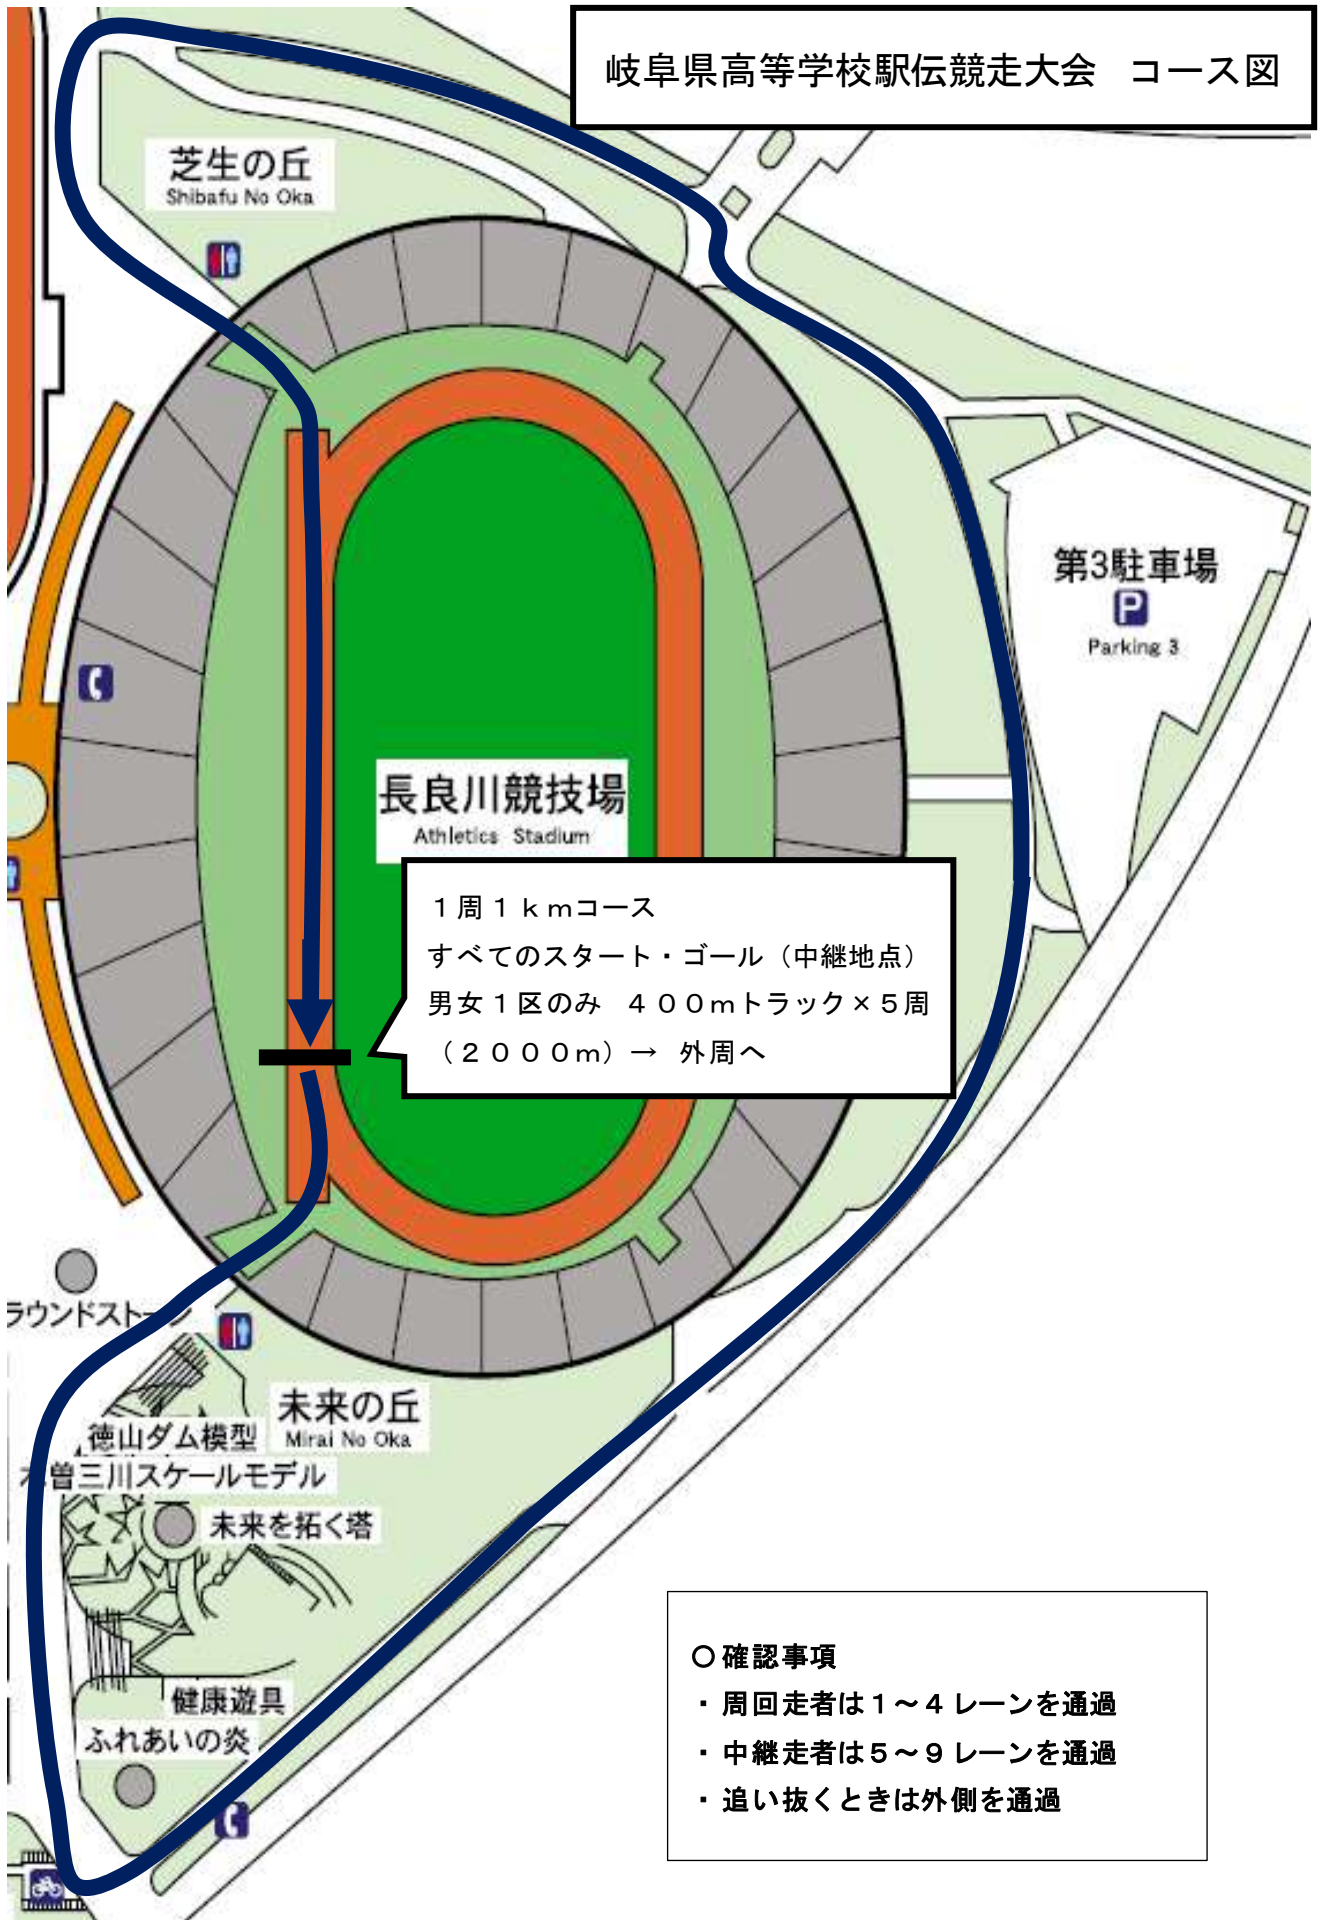 岐阜県高等学校駅伝競走大会　コース図
芝生の丘
Shibafu No Oka
第3駐車場
P
Parking 3
長良川競技場
Athletics Stadium
１周１ｋｍコース
すべてのスタート・ゴール（中継地点）
男女１区のみ　４００ｍトラック×５周
（２０００ｍ）→　外周へ
ラウンドストーン
未来の丘
Mirai No Oka
徳山ダム模型
木曽三川スケールモデル
未来を拓く塔
健康遊具
ふれあいの炎
○確認事項
・周回走者は１～４レーンを通過
・中継走者は５～９レーンを通過
・追い抜くときは外側を通過